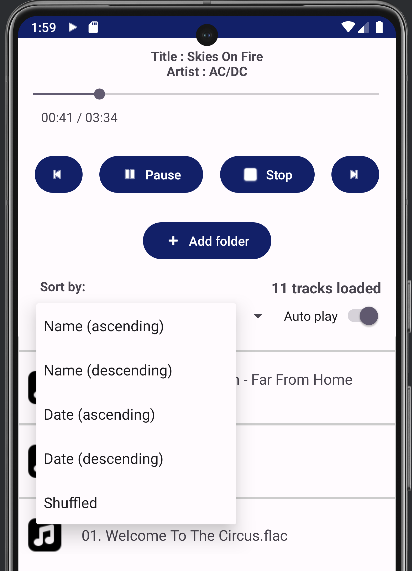 1:59
Title : Skies On Fire
Artist : AC/DC
00:41 / 03:34
Pause
Stop
Add folder
Sort by:
11 tracks loaded
Auto play
Name (ascending)
Name (descending)
- Far From Home
Date (ascending)
Date (descending)
Shuffled
01. Welcome To The Circus.flac